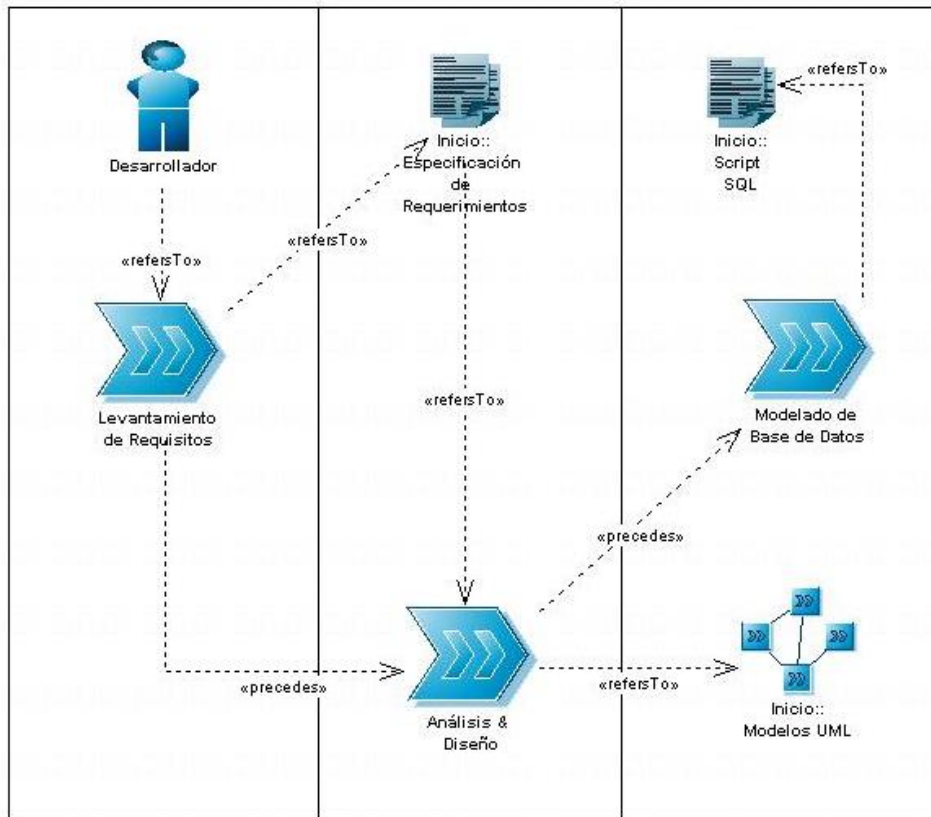 Desarrollador
«refersTo»
Levantamiento
de Requisitos
«refersTo»
«precedes»
Inicio::
Especificación
de
Requerimientos
«refersTo»
Análisis &
Diseño
«precedes»
«refersTo»
Inicio::
Script
SQL
«refersTo»
Modelado de
Base de Datos
Inicio::
Modelos UML